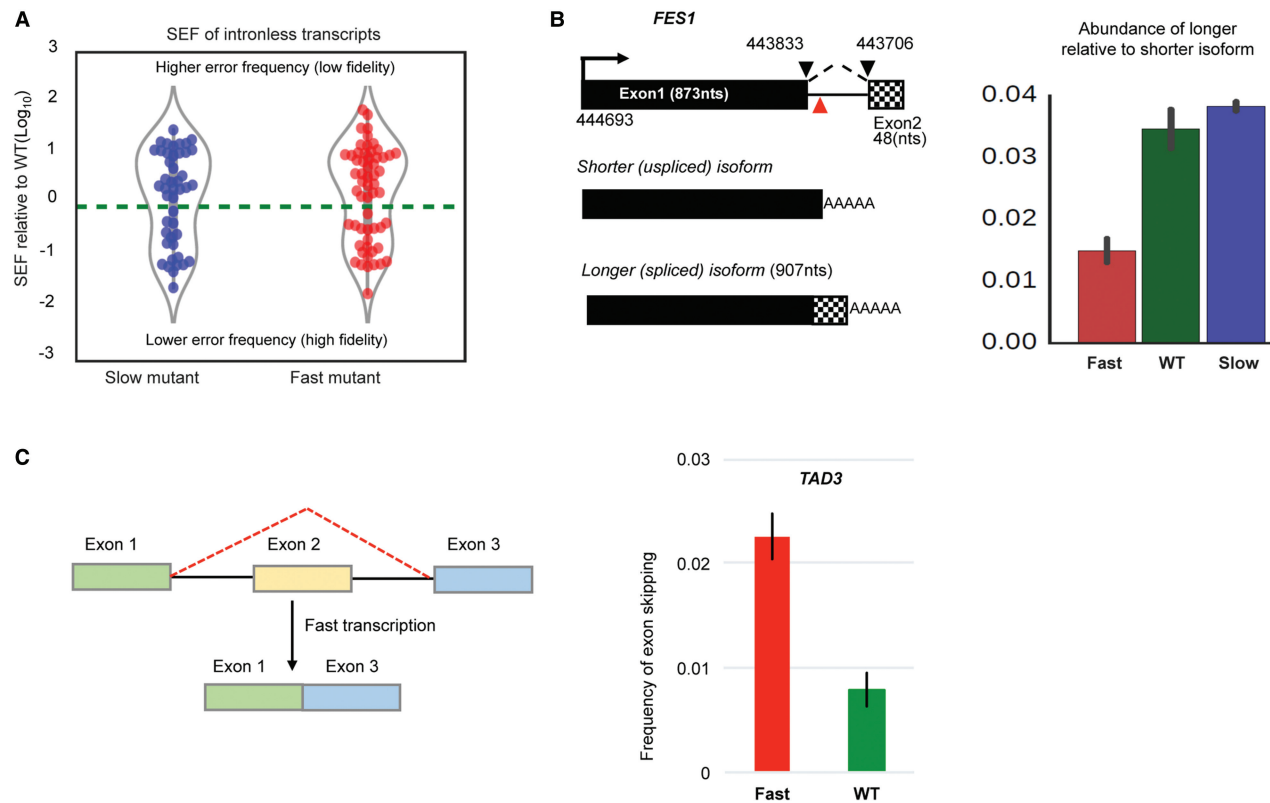 A
SEF of intronless transcripts
SEF relative to WT(Log10)
3
2
1
0
-1
-2
-3
Higher error frequency (low fidelity)
Lower error frequency (high fidelity)
Slow mutant
Fast mutant
B
FES1
443833
443706
Exon1 (873nts)
444693
Exon2
48(nts)
Shorter (uspliced) isoform
AAAAA
Longer (spliced) isoform (907nts)
AAAAA
Abundance of longer
relative to shorter isoform
0.04
0.03
0.02
0.01
0.00
Fast
WT
Slow
C
Exon 1
Exon 2
Exon 3
Fast transcription
Exon 1
Exon 3
TAD3
Frequency of exon skipping
0.03
0.02
0.01
0
Fast
WT